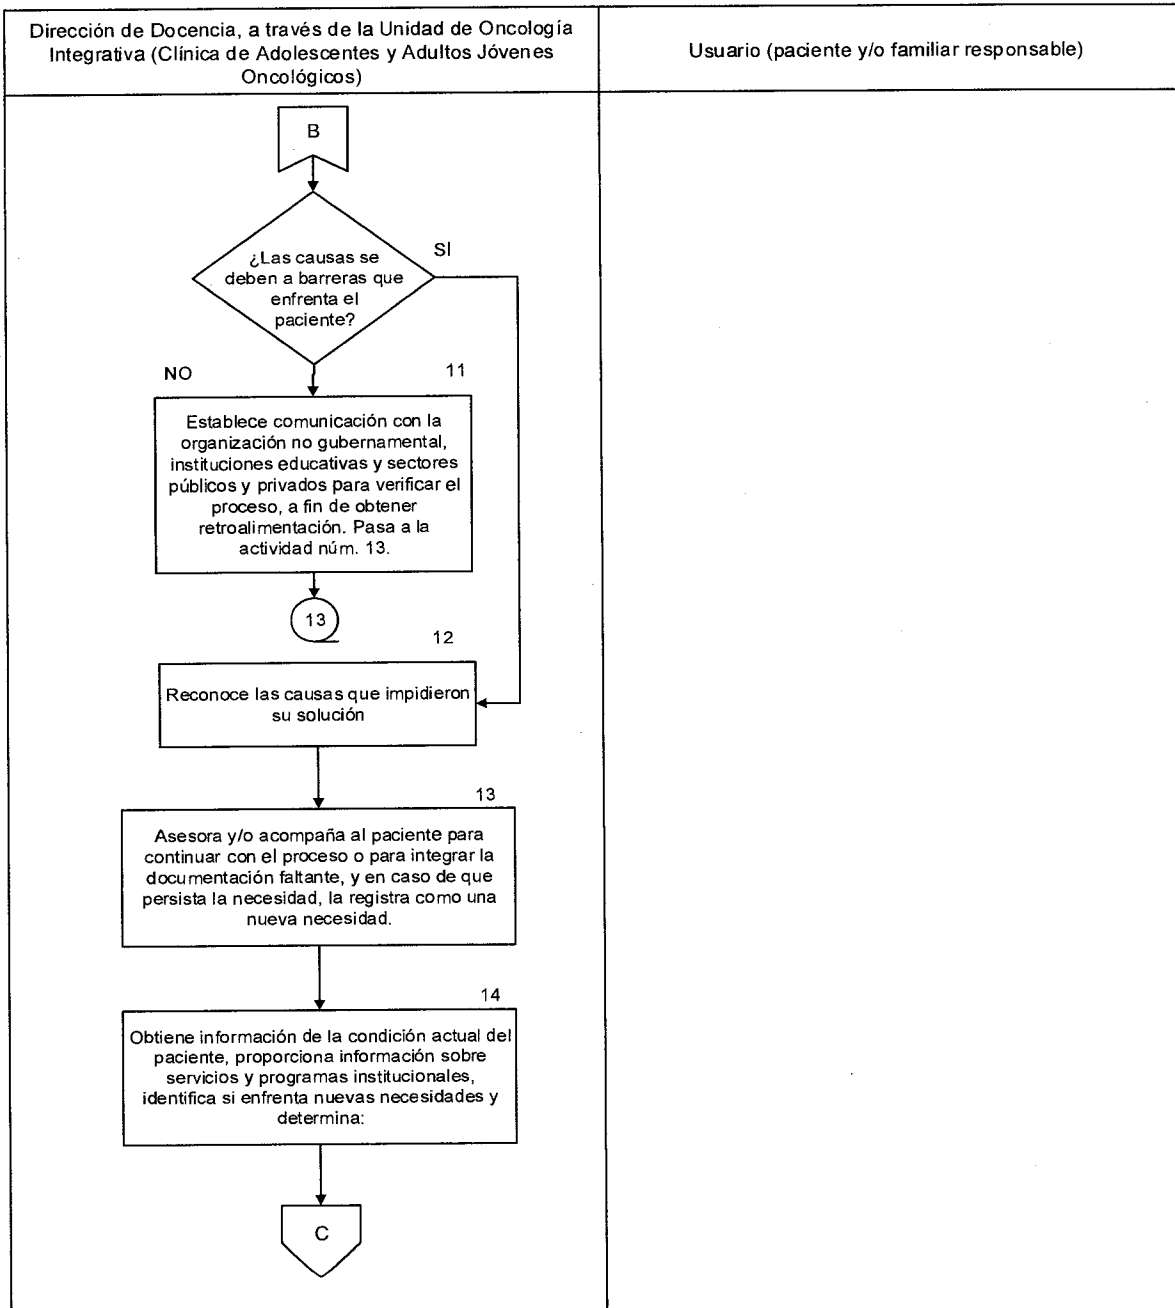 Dirección de Docencia, a través de la Unidad de Oncología
Integrativa (Clínica de Adolescentes y Adultos Jóvenes
Oncológicos)
Usuario (paciente y/o familiar responsable)
B
¿Las causas se
deben a barreras que
enfrenta el
paciente?
SI
NO
11
Establece comunicación con la
organización no gubernamental,
instituciones educativas y sectores
públicos y privados para verificar el
proceso, a fin de obtener
retroalimentación. Pasa a la
actividad núm. 13.
13
12
Reconoce las causas que impidieron
su solución
13
Asesora y/o acompaña al paciente para
continuar con el proceso o para integrar la
documentación faltante, y en caso de que
persista la necesidad, la registra como una
nueva necesidad.
14
Obtiene información de la condición actual del
paciente, proporciona información sobre
servicios y programas institucionales,
identifica si enfrenta nuevas necesidades y
determina:
C